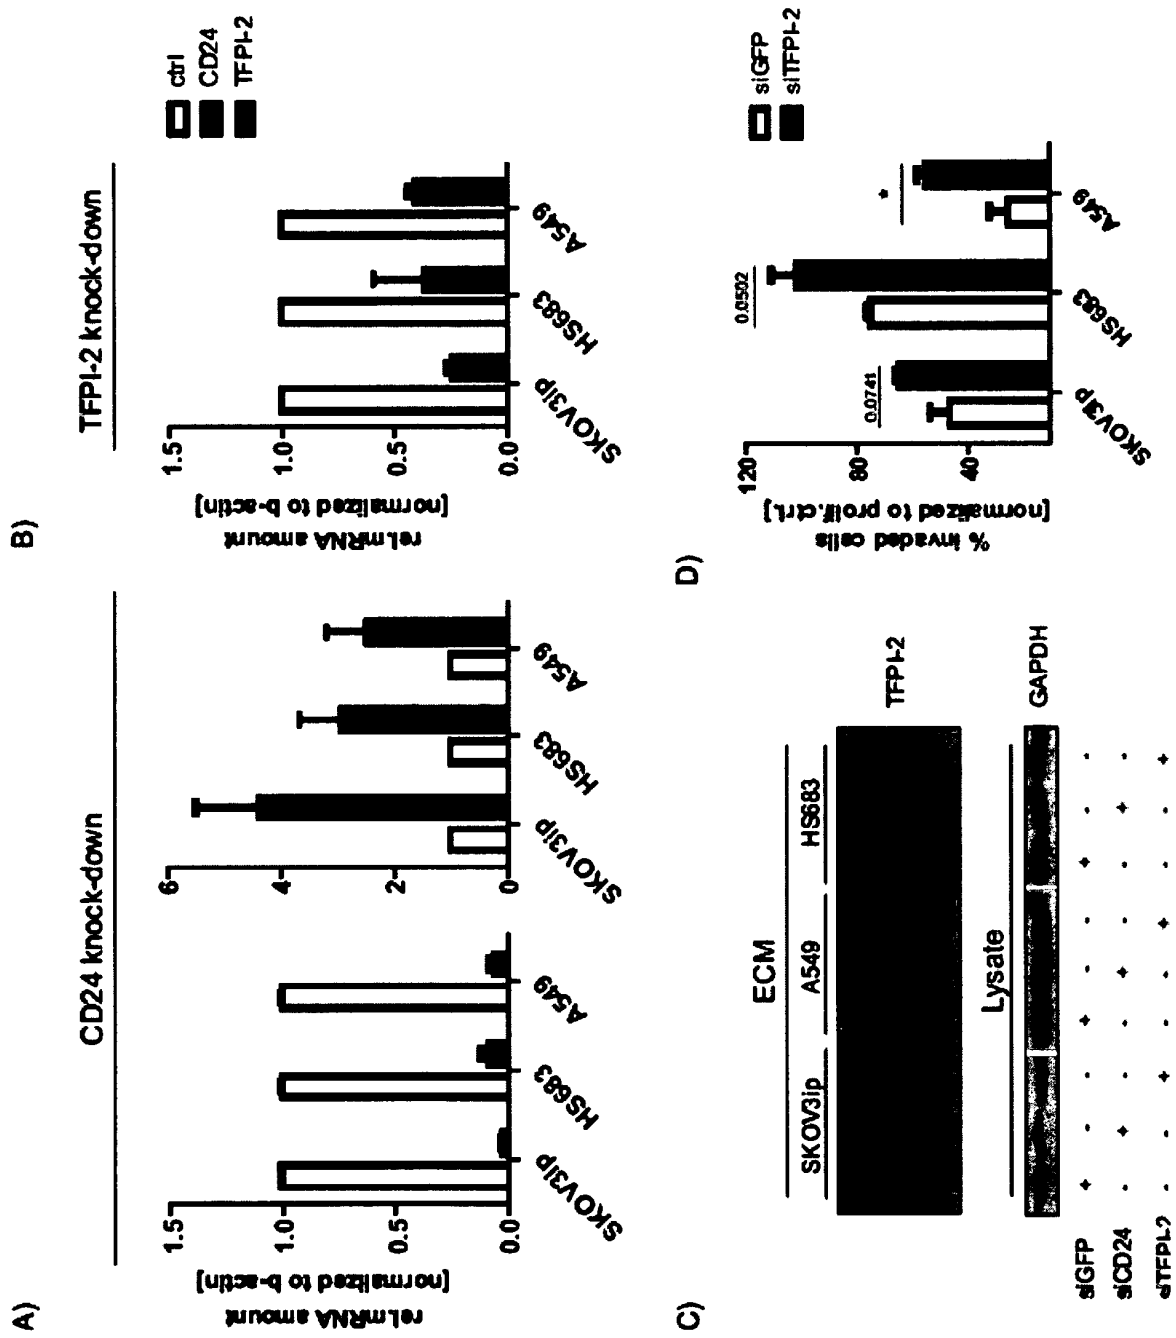 A)
CD24 knock-down
rel.mRNA amount
[normalized to b-actin]
1.5
1.0
0.5
0.0
SKOV3ip
HS683
A549
6
4
2
0
SKOV3ip
HS683
A549
B)
TFPI-2 knock-down
rel.mRNA amount
[normalized to b-actin]
1.5
1.0
0.5
0.0
SKOV3ip
HS683
A549
ctrl
CD24
TFPI-2
C)
ECM
SKOV3ip A549 HS683
TFPI-2
Lysate
GAPDH
siGFP + - - + - - + - -
siCD24 - + - - + - - + -
siTFPI-2 - - + - - + - - +
D)
% invaded cells
[normalized to prolif.ctrl.]
120
80
40
0.0741
0.0502
*
SKOV3ip
HS683
A549
siGFP
siTFPI-2